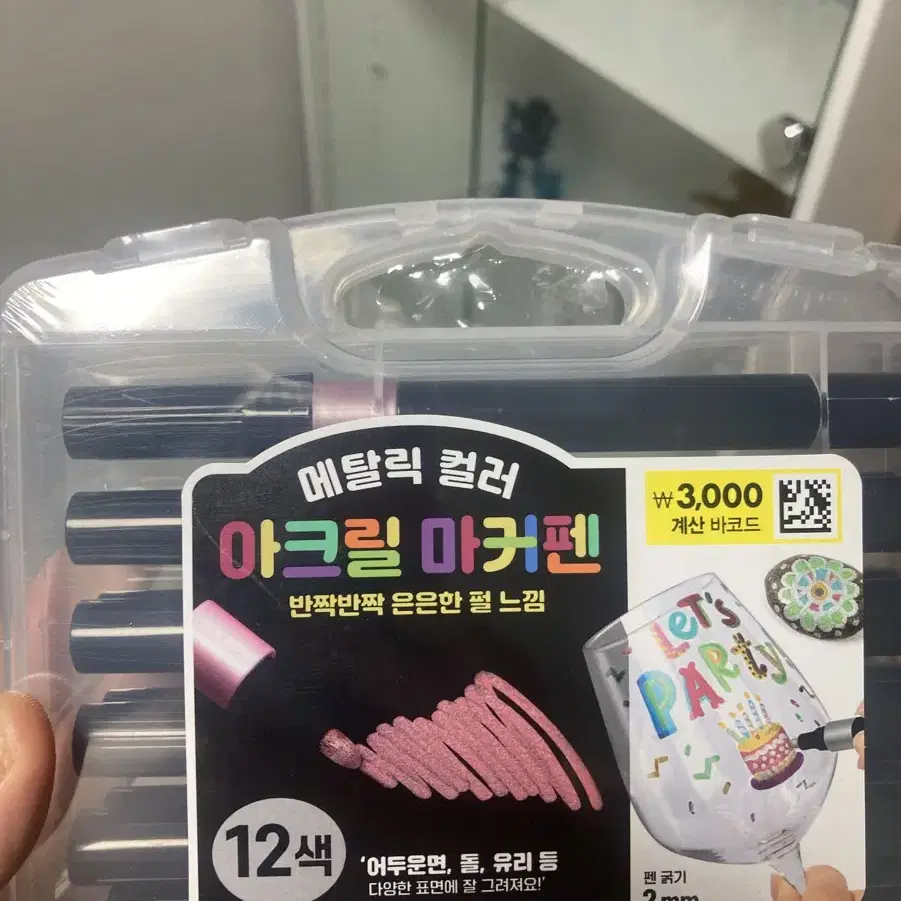 메탈릭 컬러
아크릴 마커펜
반짝반짝 은은한 펄 느낌
₩3,000
계산 바코드
LET'S
PARTY
12색
'어두운면, 돌, 유리 등
다양한 표면에 잘 그려져요!'
펜 굵기
2 mm